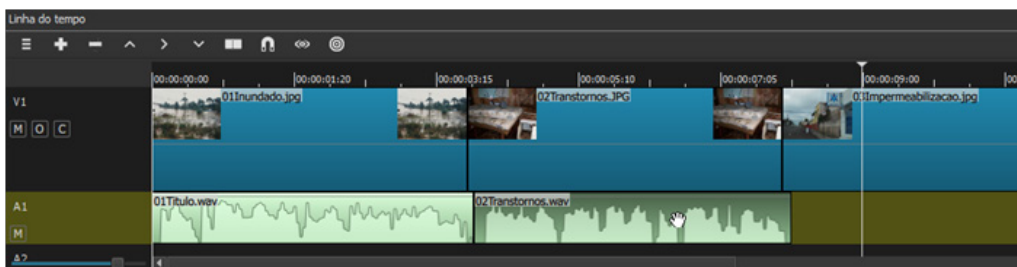 Linha do tempo
00:00:00:00 00:00:01:20 00:00:03:15 00:00:05:10 00:00:07:05 00:00:09:00 00
V1
01Inundado.jpg 02Transtornos.JPG 03Impermeabilizacao.jpg
M O C
A1
01Titulo.wav 02Transtornos.wav
M
A2